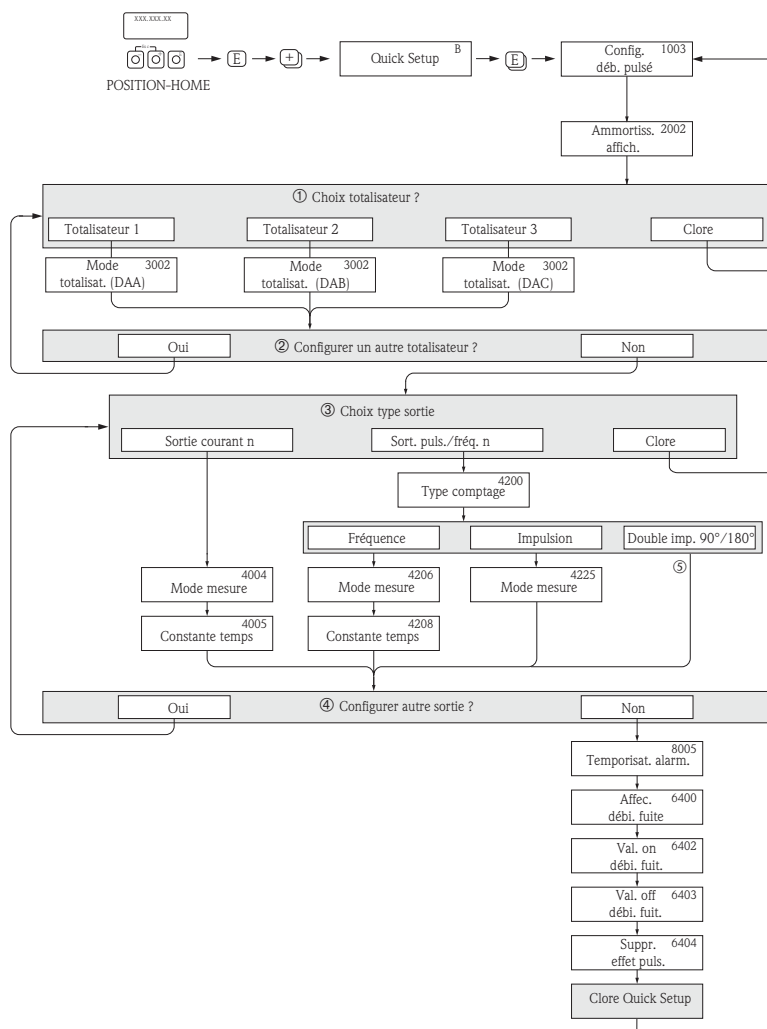 XXX.XXX.XX
Esc
- + E
POSITION-HOME
E
+
Quick Setup B
E
Config. 1003
déb. pulsé
Ammortiss. 2002
affich.
① Choix totalisateur ?
Totalisateur 1
Totalisateur 2
Totalisateur 3
Clore
Mode 3002
totalisat. (DAA)
Mode 3002
totalisat. (DAB)
Mode 3002
totalisat. (DAC)
Oui
② Configurer un autre totalisateur ?
Non
③ Choix type sortie
Sortie courant n
Sort. puls./fréq. n
Clore
4200
Type comptage
Fréquence
Impulsion
Double imp. 90°/180°
⑤
4004
Mode mesure
4206
Mode mesure
4225
Mode mesure
4005
Constante temps
4208
Constante temps
Oui
④ Configurer autre sortie ?
Non
8005
Temporisat. alarm.
Affec. 6400
débi. fuite
Val. on 6402
débi. fuit.
Val. off 6403
débi. fuit.
Suppr. 6404
effet puls.
Clore Quick Setup